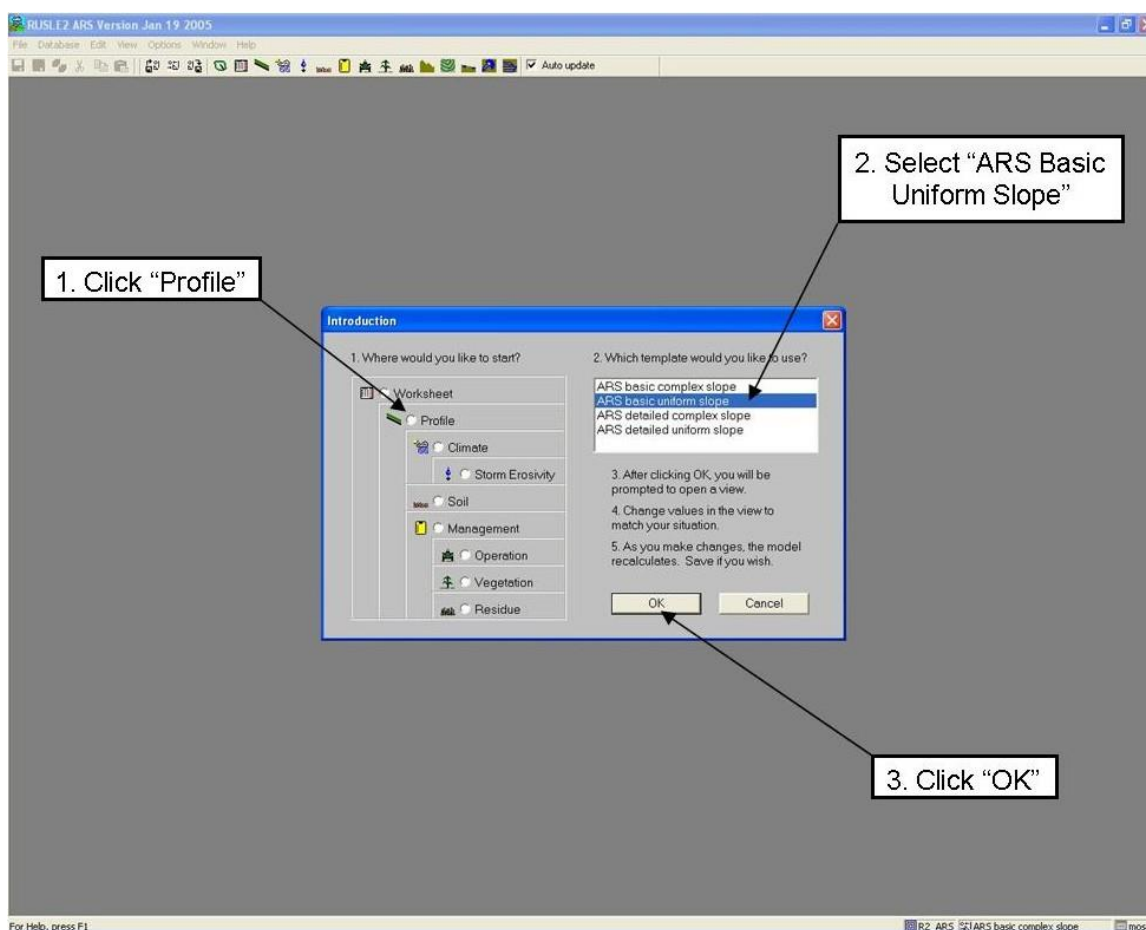 RUSLE2 ARS Version Jan 19 2005
File Database Edit View Options Window Help
Auto update
2. Select “ARS Basic
Uniform Slope”
1. Click “Profile”
Introduction
1. Where would you like to start?
Worksheet
Profile
Climate
Storm Erosivity
Soil
Management
Operation
Vegetation
Residue
2. Which template would you like to use?
ARS basic complex slope
ARS basic uniform slope
ARS detailed complex slope
ARS detailed uniform slope
3. After clicking OK, you will be
prompted to open a view.
4. Change values in the view to
match your situation.
5. As you make changes, the model
recalculates. Save if you wish.
OK Cancel
3. Click “OK”
For Help, press F1
R2_ARS ARS basic complex slope